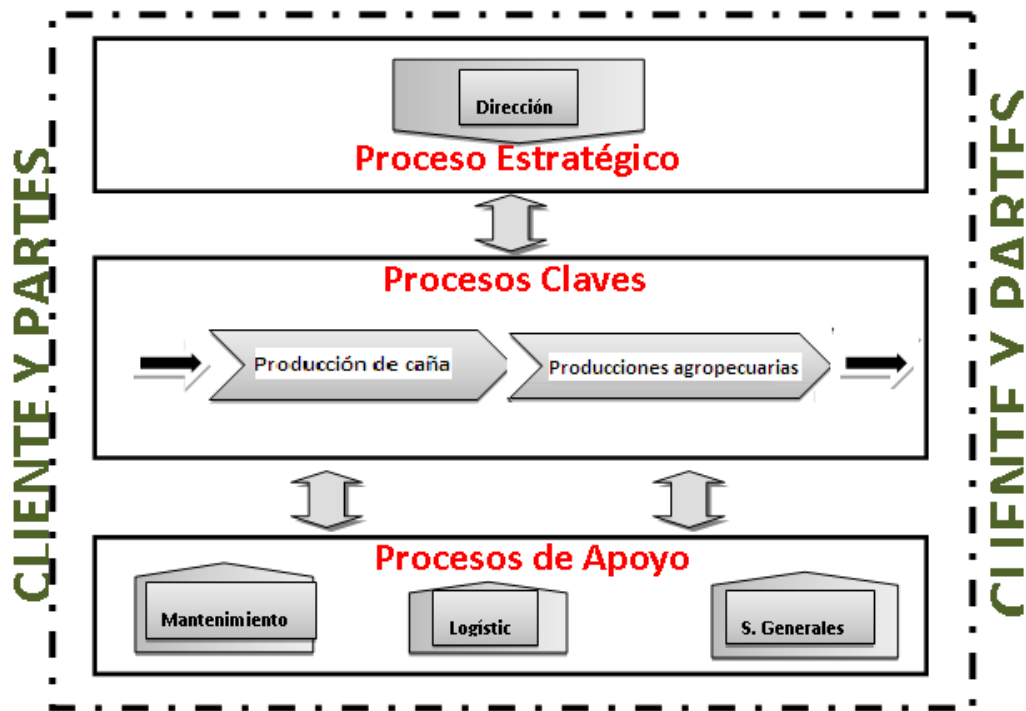 CLIENTE Y PARTES
Dirección
Proceso Estratégico
Procesos Claves
Producción de caña
Producciones agropecuarias
Procesos de Apoyo
Mantenimiento
Logístic
S. Generales
CLIENTE Y PARTES